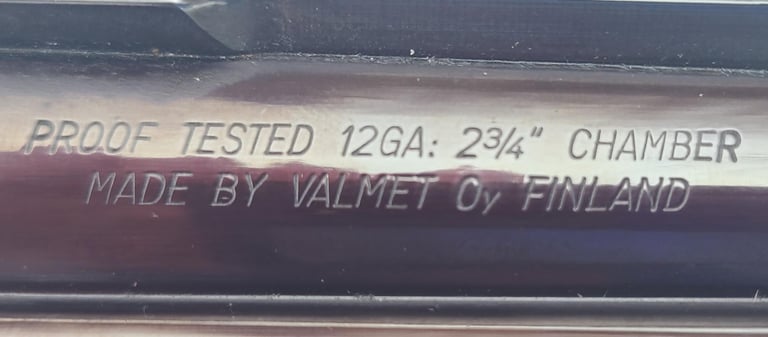 PROOF TESTED 12GA: 2¾" CHAMBER
MADE BY VALMET Oy FINLAND